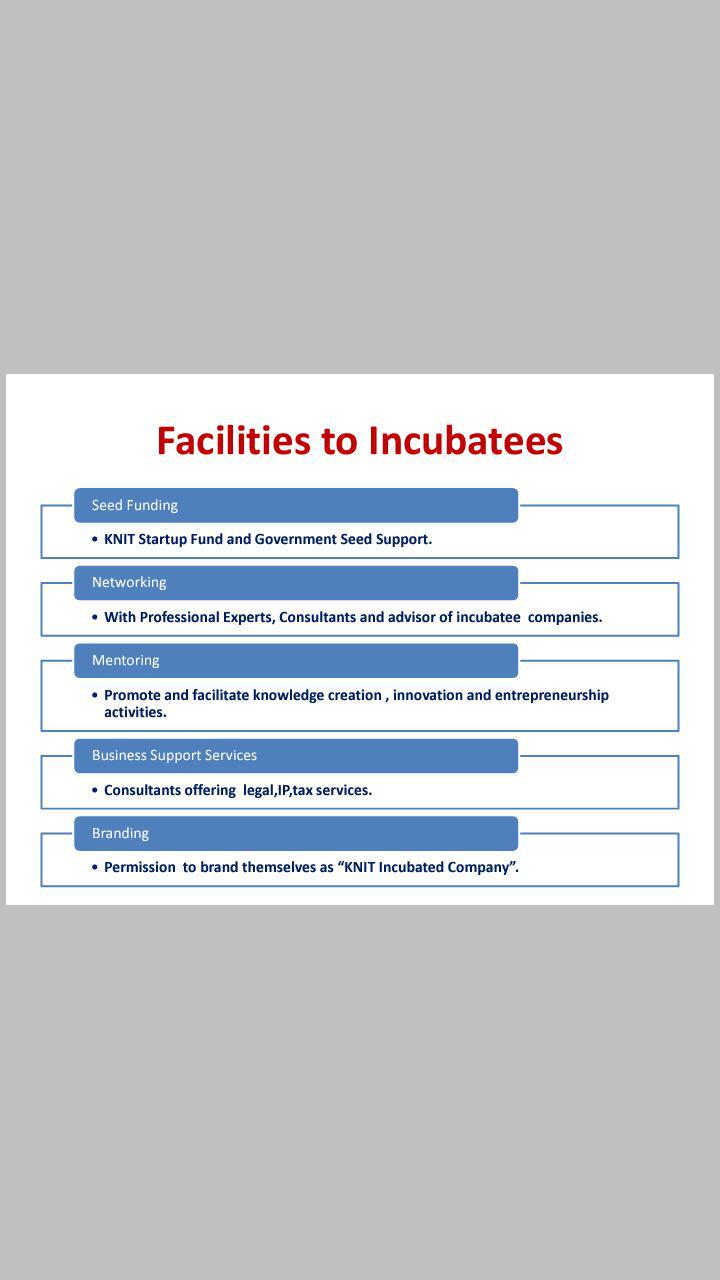 Facilities to Incubatees
Seed Funding
• KNIT Startup Fund and Government Seed Support.
Networking
• With Professional Experts, Consultants and advisor of incubatee  companies.
Mentoring
• Promote and facilitate knowledge creation , innovation and entrepreneurship
activities.
Business Support Services
• Consultants offering  legal,IP,tax services.
Branding
• Permission  to brand themselves as “KNIT Incubated Company”.